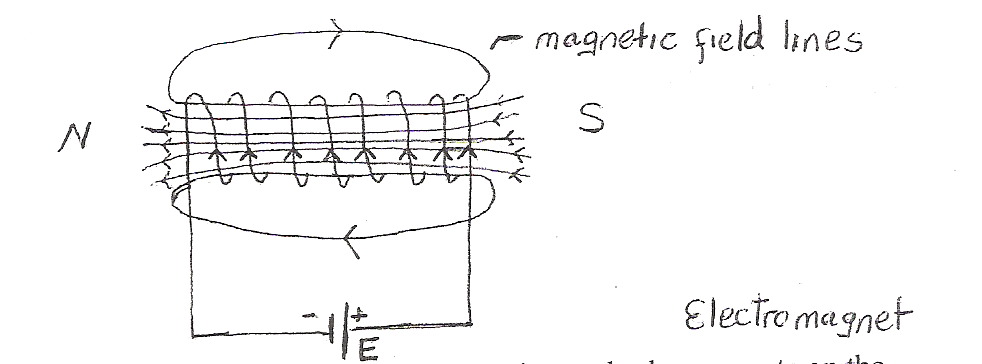 magnetic field lines
N
S
- +
E
Electromagnet